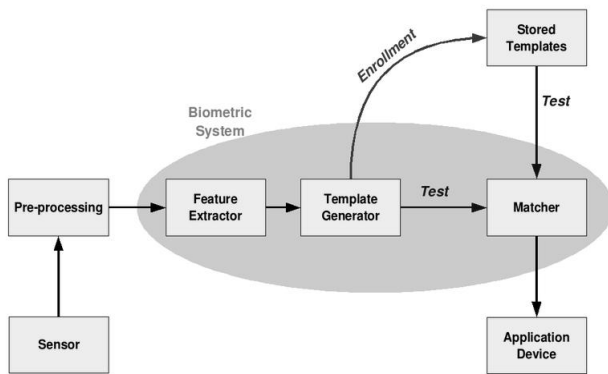 Stored
Templates
Enrollment
Test
Biometric
System
Pre-processing
Feature
Extractor
Template
Generator
Test
Matcher
Sensor
Application
Device